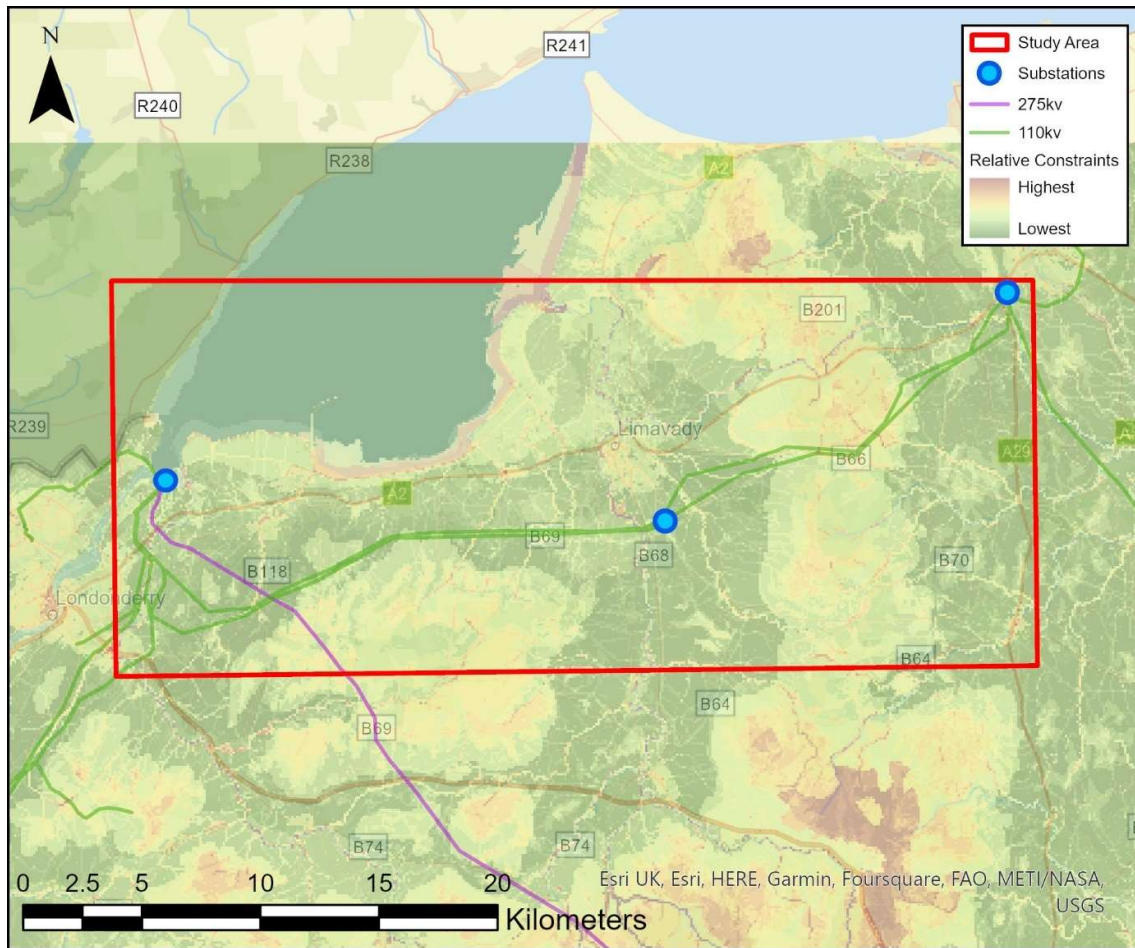 N
R241
R240
R238
A2
B201
R239
Limavady
B66
A29
A2
B69
B68
B70
B118
Londonderry
B64
B64
B69
B74
B74
Study Area
Substations
275kv
110kv
Relative Constraints
Highest
Lowest
0 2.5 5 10 15 20
Kilometers
Esri UK, Esri, HERE, Garmin, Foursquare, FAO, METI/NASA,
USGS